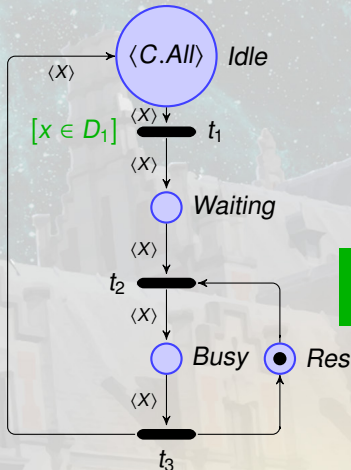 ⟨C.All⟩ Idle
⟨X⟩
⟨X⟩
[x ∈ D₁] t₁
⟨X⟩
Waiting
⟨X⟩
t₂
⟨X⟩
Busy Res
⟨X⟩
t₃